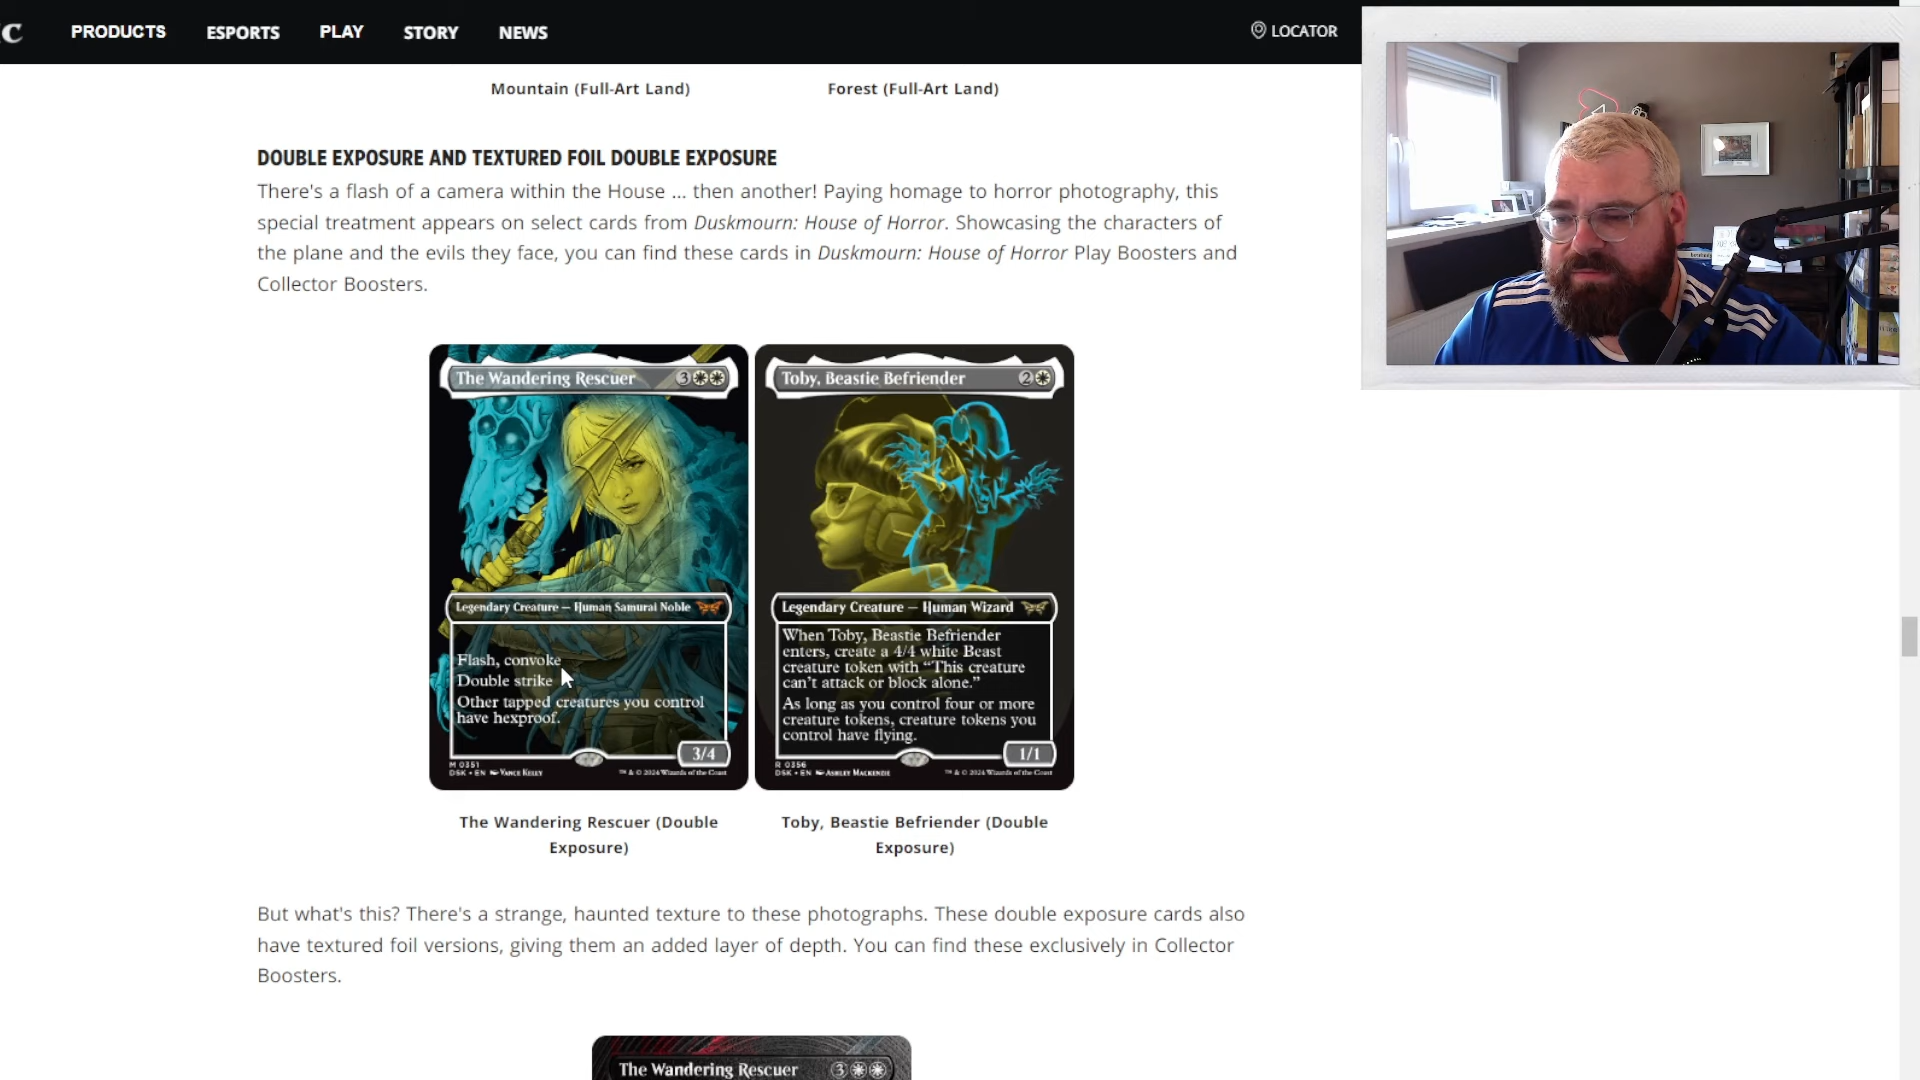 c
PRODUCTS ESPORTS PLAY STORY NEWS LOCATOR
Mountain (Full-Art Land) Forest (Full-Art Land)
DOUBLE EXPOSURE AND TEXTURED FOIL DOUBLE EXPOSURE
There's a flash of a camera within the House ... then another! Paying homage to horror photography, this
special treatment appears on select cards from Duskmourn: House of Horror. Showcasing the characters of
the plane and the evils they face, you can find these cards in Duskmourn: House of Horror Play Boosters and
Collector Boosters.
The Wandering Rescuer 3
Legendary Creature — Human Samurai Noble
Flash, convoke
Double strike
Other tapped creatures you control
have hexproof.
3/4
M 0351
DSK • EN Vance Kelly ™ & © 2024 Wizards of the Coast
Toby, Beastie Befriender 2
Legendary Creature — Human Wizard
When Toby, Beastie Befriender
enters, create a 4/4 white Beast
creature token with “This creature
can't attack or block alone.”
As long as you control four or more
creature tokens, creature tokens you
control have flying.
1/1
R 0356
DSK • EN Ashley Mackenzie ™ & © 2024 Wizards of the Coast
The Wandering Rescuer (Double
Exposure)
Toby, Beastie Befriender (Double
Exposure)
But what's this? There's a strange, haunted texture to these photographs. These double exposure cards also
have textured foil versions, giving them an added layer of depth. You can find these exclusively in Collector
Boosters.
The Wandering Rescuer 3